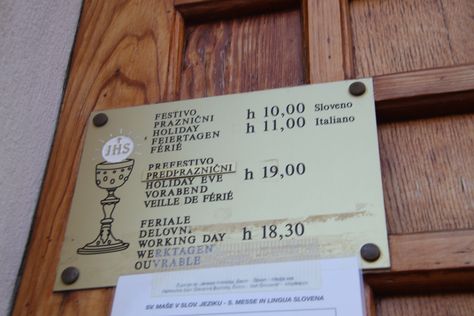 JHS
FESTIVO
PRAZNIČNI h 10,00 Sloveno
HOLIDAY h 11,00 Italiano
FEIERTAGEN
FÉRIÉ
PREFESTIVO
PREDPRAZNIČNI
HOLIDAY EVE h 19,00
VORABEND
VEILLE DE FÉRIÉ
FERIALE
DELOVNI
WORKING DAY h 18,30
WERKTAGEN
OUVRABLE
SV. MAŠE V SLOV. JEZIKU - S. MESSE IN LINGUA SLOVENA